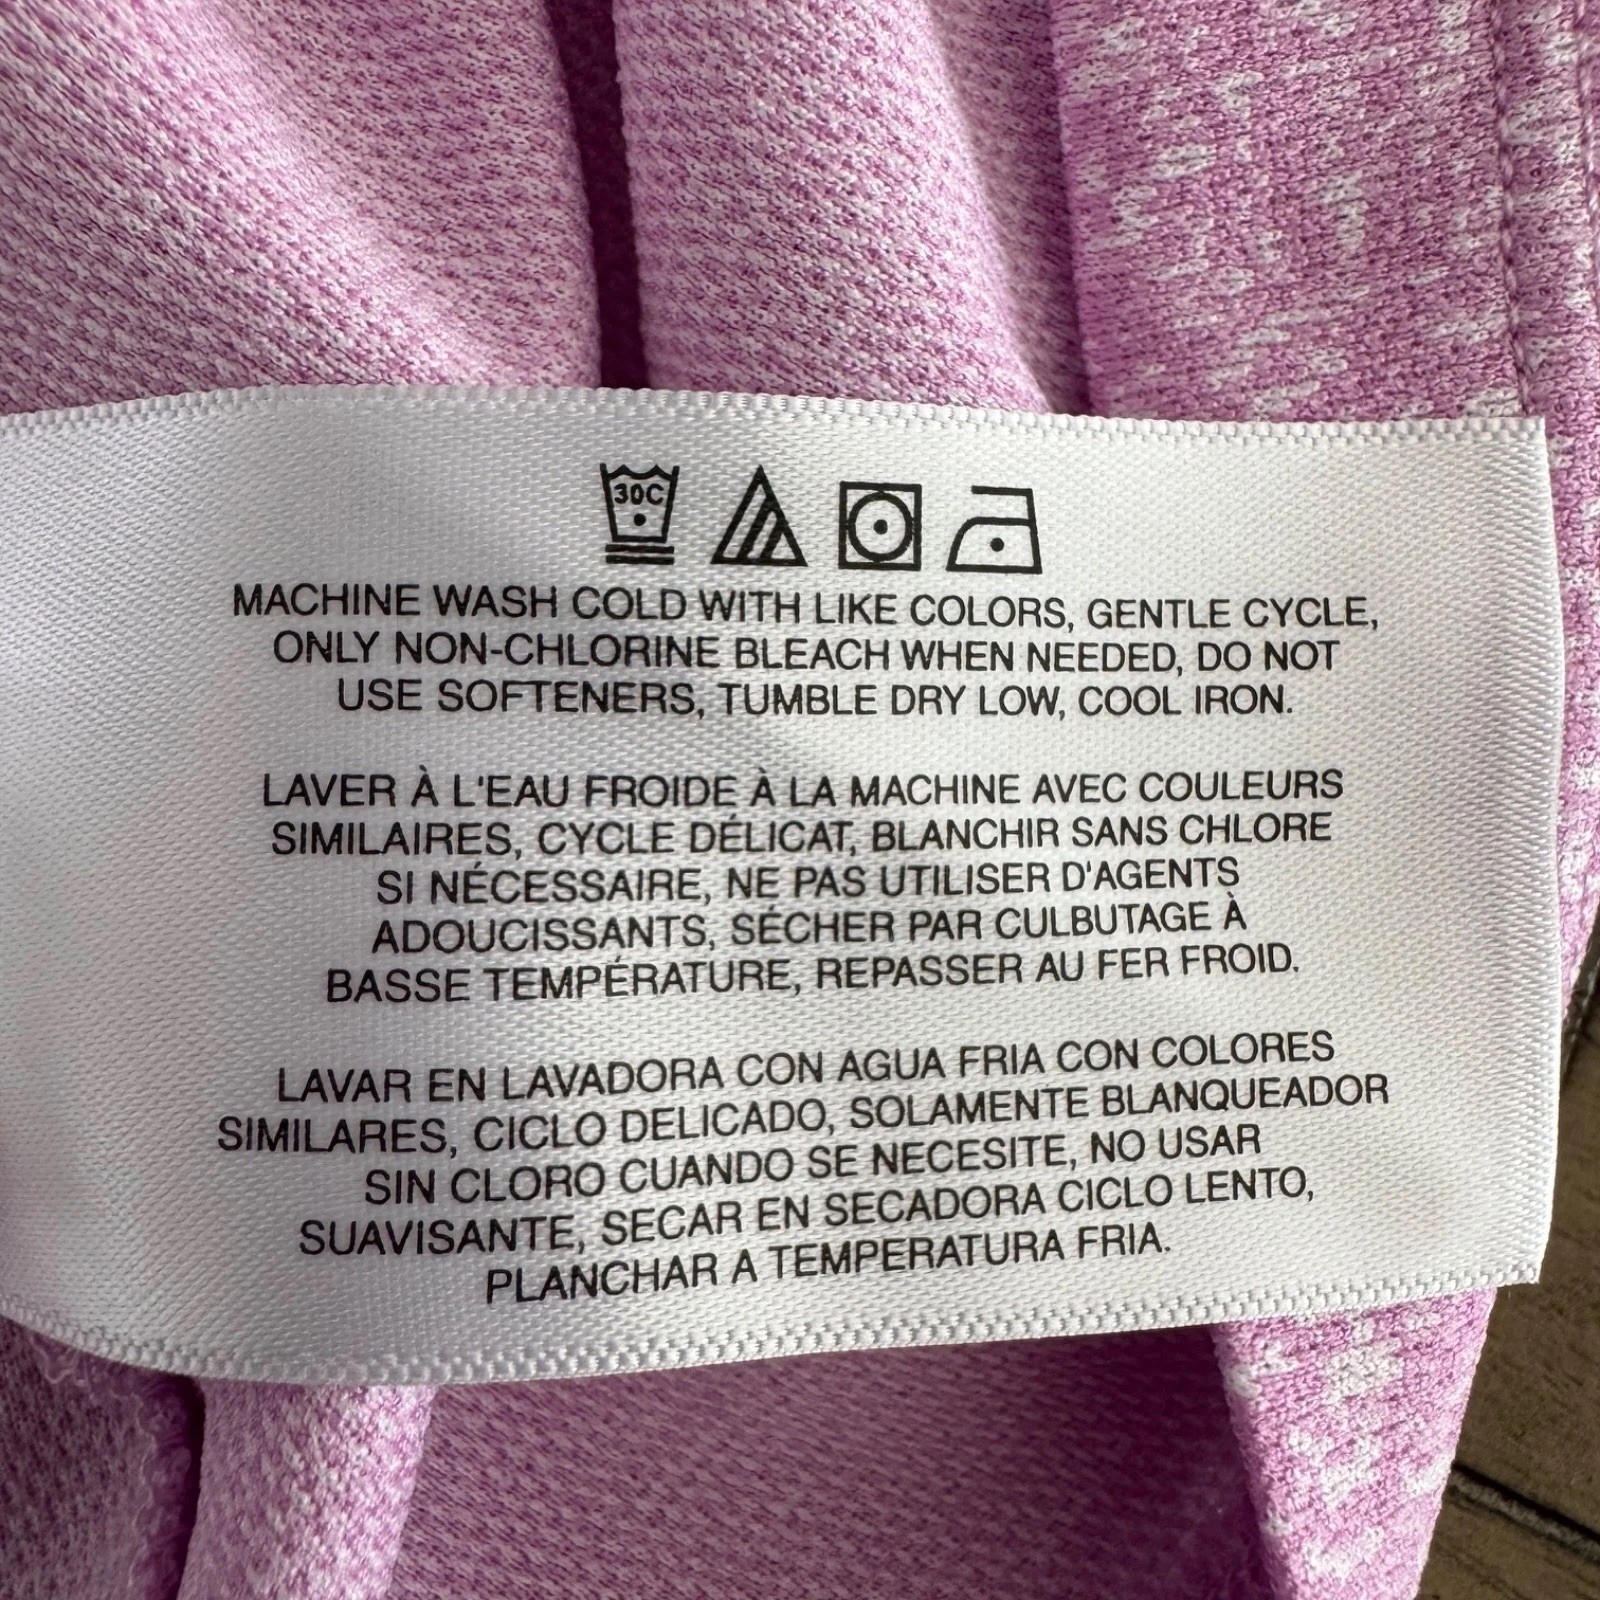 30C
MACHINE WASH COLD WITH LIKE COLORS, GENTLE CYCLE,
ONLY NON-CHLORINE BLEACH WHEN NEEDED, DO NOT
USE SOFTENERS, TUMBLE DRY LOW, COOL IRON.
LAVER À L'EAU FROIDE À LA MACHINE AVEC COULEURS
SIMILAIRES, CYCLE DÉLICAT, BLANCHIR SANS CHLORE
SI NÉCESSAIRE, NE PAS UTILISER D'AGENTS
ADOUCISSANTS, SÉCHER PAR CULBUTAGE À
BASSE TEMPÉRATURE, REPASSER AU FER FROID.
LAVAR EN LAVADORA CON AGUA FRIA CON COLORES
SIMILARES, CICLO DELICADO, SOLAMENTE BLANQUEADOR
SIN CLORO CUANDO SE NECESITE, NO USAR
SUAVISANTE, SECAR EN SECADORA CICLO LENTO,
PLANCHAR A TEMPERATURA FRIA.